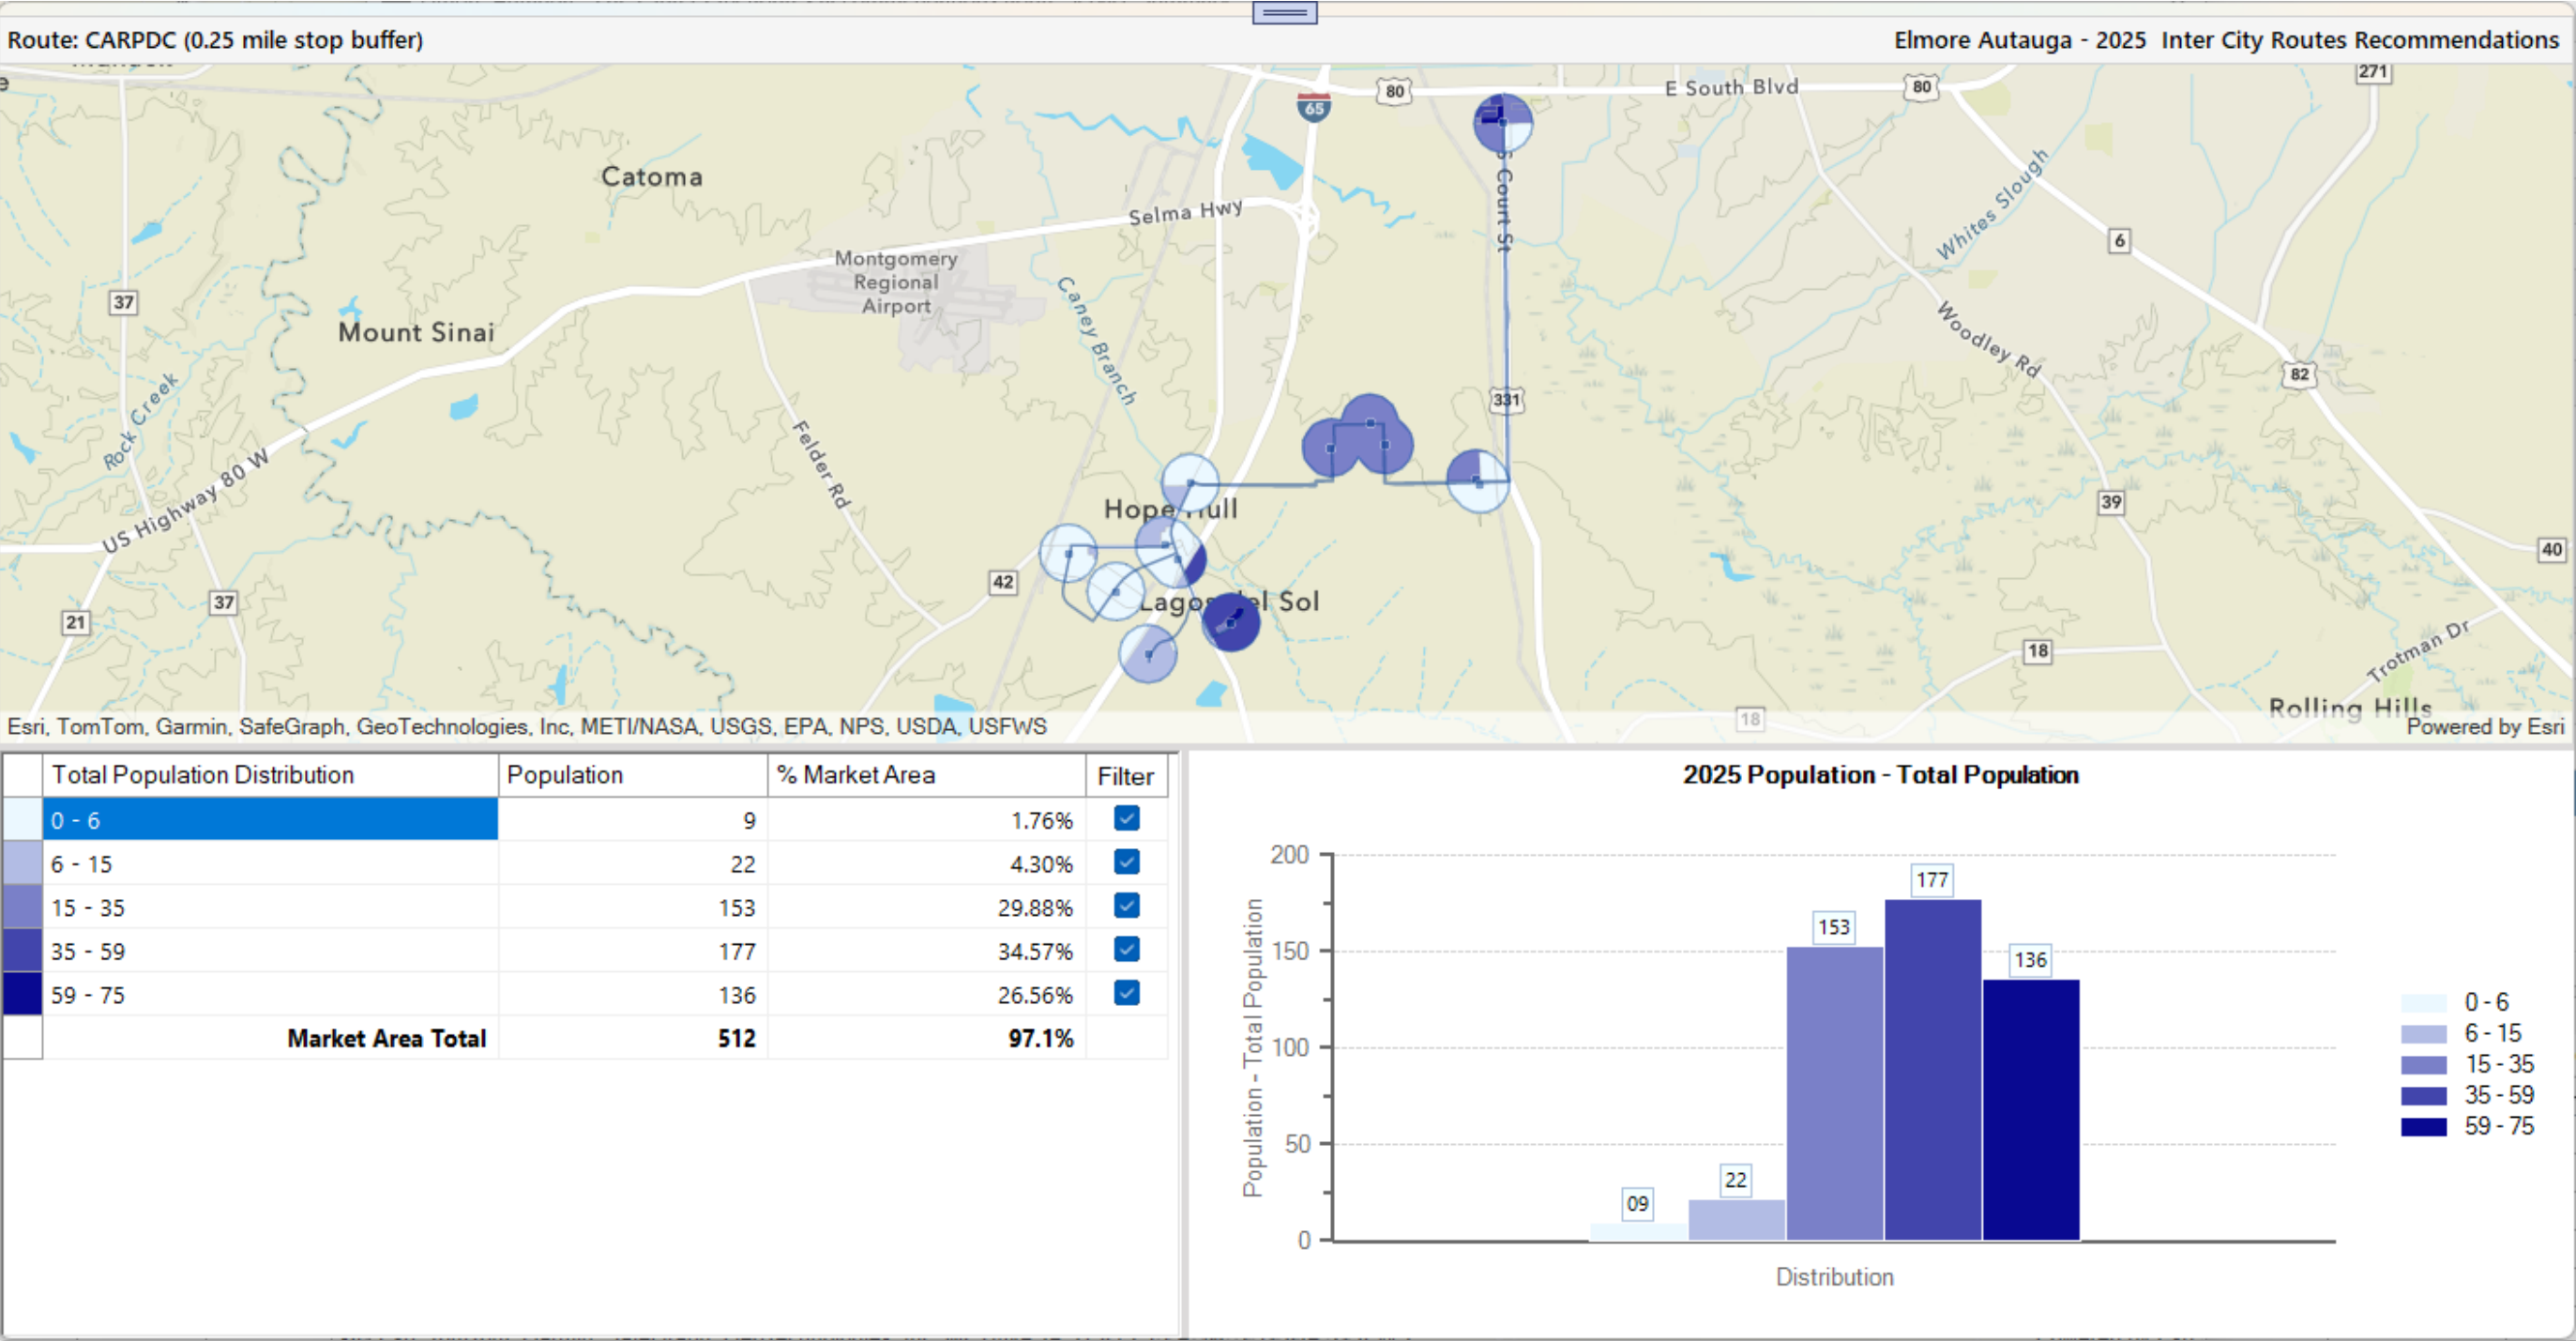 Route: CARPDC (0.25 mile stop buffer)
Elmore Autauga - 2025 Inter City Routes Recommendations
271
80
E South Blvd
80
65
Catoma
S Court St
Whites Slough
Selma Hwy
6
Montgomery
Regional
Airport
37
Mount Sinai
Caney Branch
Woodley Rd
82
Rock Creek
331
Felder Rd
US Highway 80 W
39
Hope Hull
40
42
37
21
Lagos del Sol
18
Trotman Dr
Rolling Hills
18
Esri, TomTom, Garmin, SafeGraph, GeoTechnologies, Inc, METI/NASA, USGS, EPA, NPS, USDA, USFWS
Powered by Esri
Total Population Distribution Population % Market Area Filter
0 - 6 9 1.76%
6 - 15 22 4.30%
15 - 35 153 29.88%
35 - 59 177 34.57%
59 - 75 136 26.56%
Market Area Total 512 97.1%
2025 Population - Total Population
Population - Total Population
200
150
100
50
0
09
22
153
177
136
Distribution
0 - 6
6 - 15
15 - 35
35 - 59
59 - 75